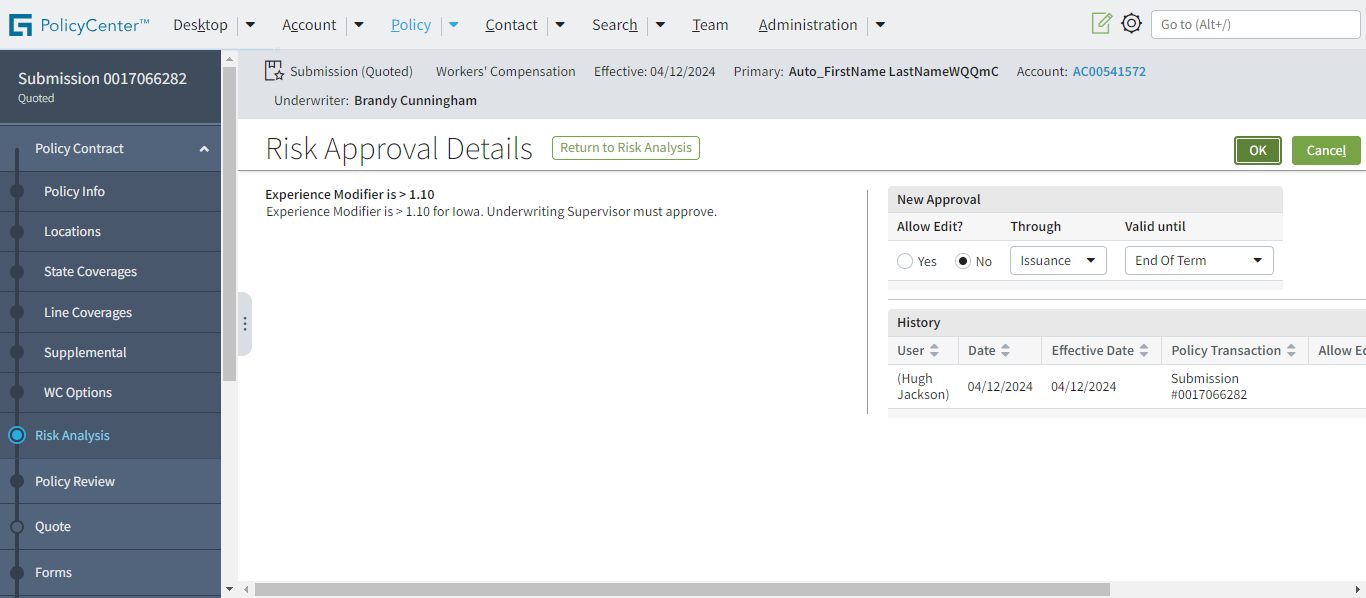 PolicyCenter™ Desktop Account Policy Contact Search Team Administration Go to (Alt+/)
Submission 0017066282
Quoted
Policy Contract
Policy Info
Locations
State Coverages
Line Coverages
Supplemental
WC Options
Risk Analysis
Policy Review
Quote
Forms
Submission (Quoted) Workers' Compensation Effective: 04/12/2024 Primary: Auto_FirstName LastNameWQQmC Account: AC00541572
Underwriter: Brandy Cunningham
Risk Approval Details Return to Risk Analysis OK Cancel
Experience Modifier is > 1.10
Experience Modifier is > 1.10 for Iowa. Underwriting Supervisor must approve.
New Approval
Allow Edit? Through Valid until
Yes No Issuance End Of Term
History
User Date Effective Date Policy Transaction Allow Ec
(Hugh Jackson) 04/12/2024 04/12/2024 Submission #0017066282